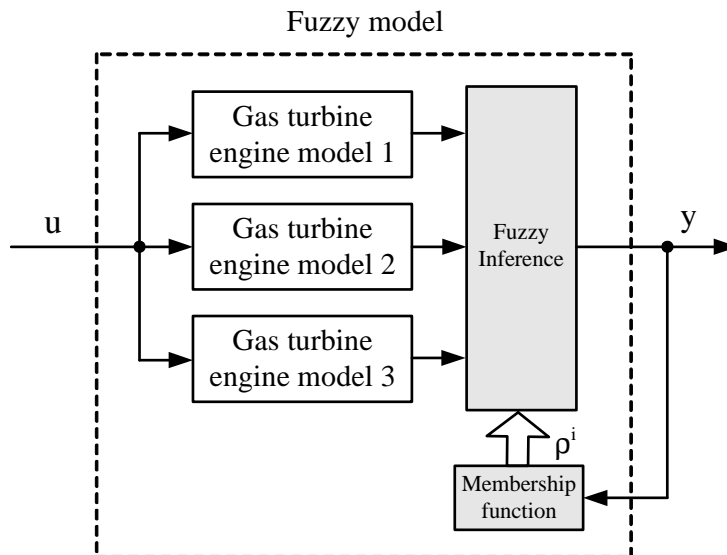 Fuzzy model
Gas turbine
engine model 1
u
Gas turbine
engine model 2
Fuzzy
Inference
y
Gas turbine
engine model 3
ρⁱ
Membership
function